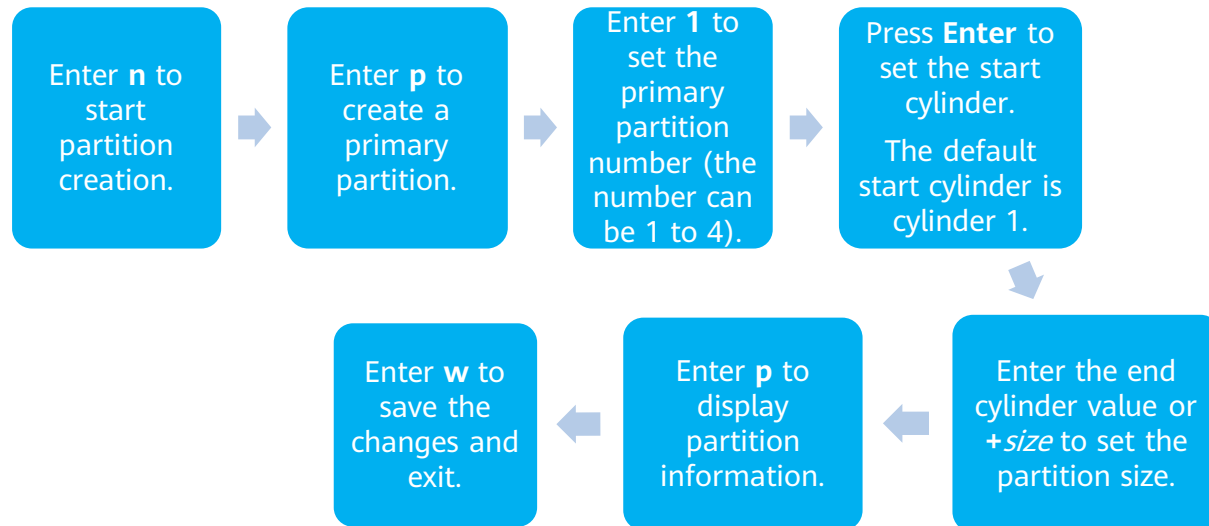 Enter n to
start
partition
creation.
Enter p to
create a
primary
partition.
Enter 1 to
set the
primary
partition
number (the
number can
be 1 to 4).
Press Enter to
set the start
cylinder.
The default
start cylinder is
cylinder 1.
Enter the end
cylinder value or
+size to set the
partition size.
Enter p to
display
partition
information.
Enter w to
save the
changes and
exit.